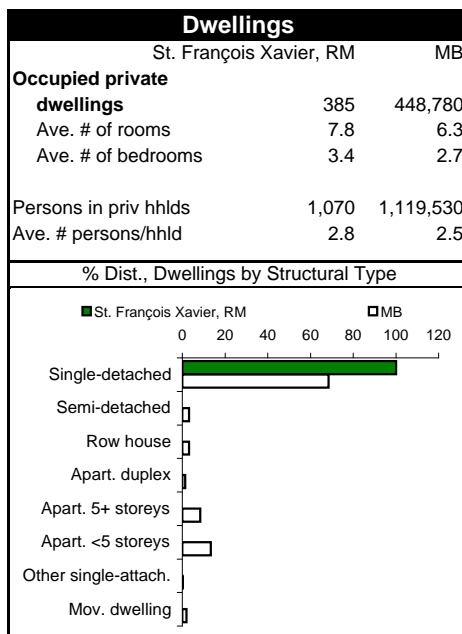 Dwellings
St. François Xavier, RM MB
Occupied private
dwellings 385 448,780
Ave. # of rooms 7.8 6.3
Ave. # of bedrooms 3.4 2.7
Persons in priv hhlds 1,070 1,119,530
Ave. # persons/hhld 2.8 2.5
% Dist., Dwellings by Structural Type
St. François Xavier, RM MB
0 20 40 60 80 100 120
Single-detached
Semi-detached
Row house
Apart. duplex
Apart. 5+ storeys
Apart. <5 storeys
Other single-attach.
Mov. dwelling